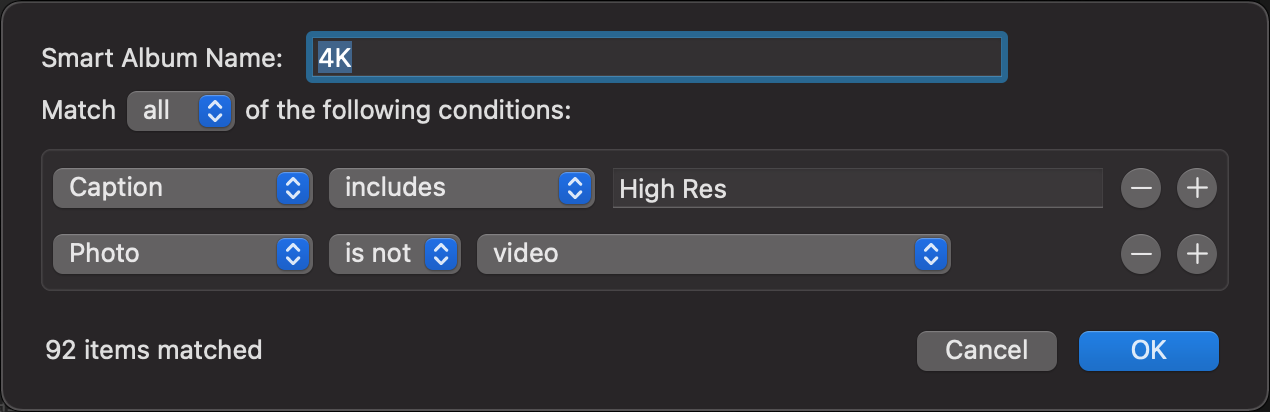 Smart Album Name: 4K
Match all of the following conditions:
Caption includes High Res
Photo is not video
92 items matched Cancel OK